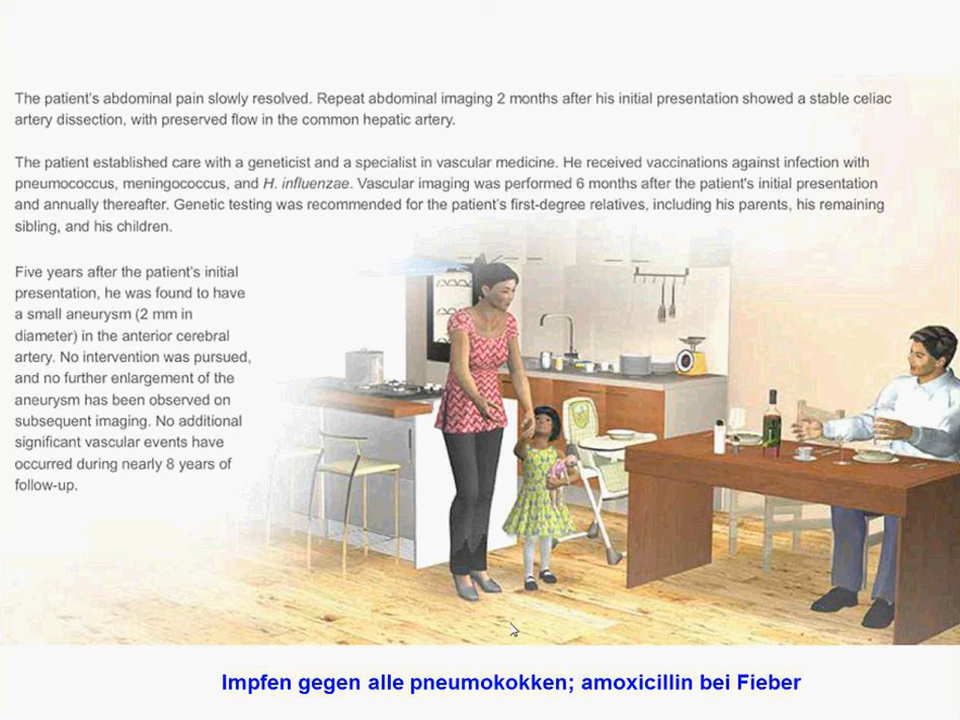 The patient's abdominal pain slowly resolved. Repeat abdominal imaging 2 months after his initial presentation showed a stable celiac
artery dissection, with preserved flow in the common hepatic artery.
The patient established care with a geneticist and a specialist in vascular medicine. He received vaccinations against infection with
pneumococcus, meningococcus, and H. influenzae. Vascular imaging was performed 6 months after the patient's initial presentation
and annually thereafter. Genetic testing was recommended for the patient's first-degree relatives, including his parents, his remaining
sibling, and his children.
Five years after the patient's initial
presentation, he was found to have
a small aneurysm (2 mm in
diameter) in the anterior cerebral
artery. No intervention was pursued,
and no further enlargement of the
aneurysm has been observed on
subsequent imaging. No additional
significant vascular events have
occurred during nearly 8 years of
follow-up.
Impfen gegen alle pneumokokken; amoxicillin bei Fieber